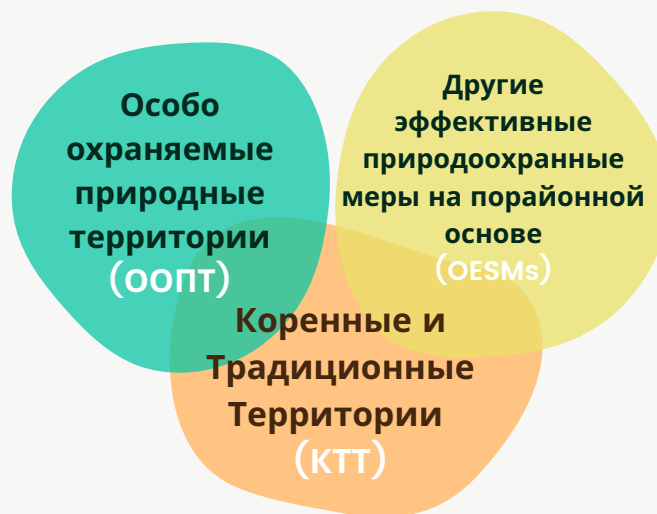 Особо
охраняемые
природные
территории
(ООПТ)
Другие
эффективные
природоохранные
меры на порайонной
основе
(OESMs)
Коренные и
Традиционные
Территории
(КТТ)